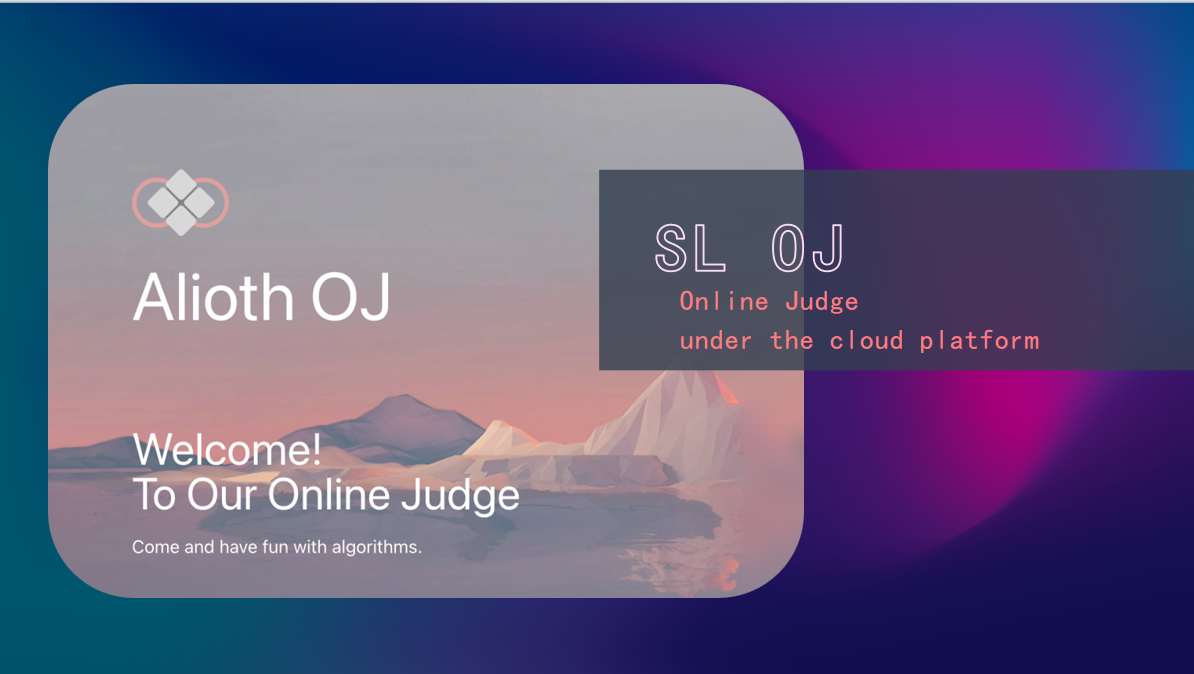 Alioth OJ
Welcome!
To Our Online Judge
Come and have fun with algorithms.
SL OJ
Online Judge
under the cloud platform